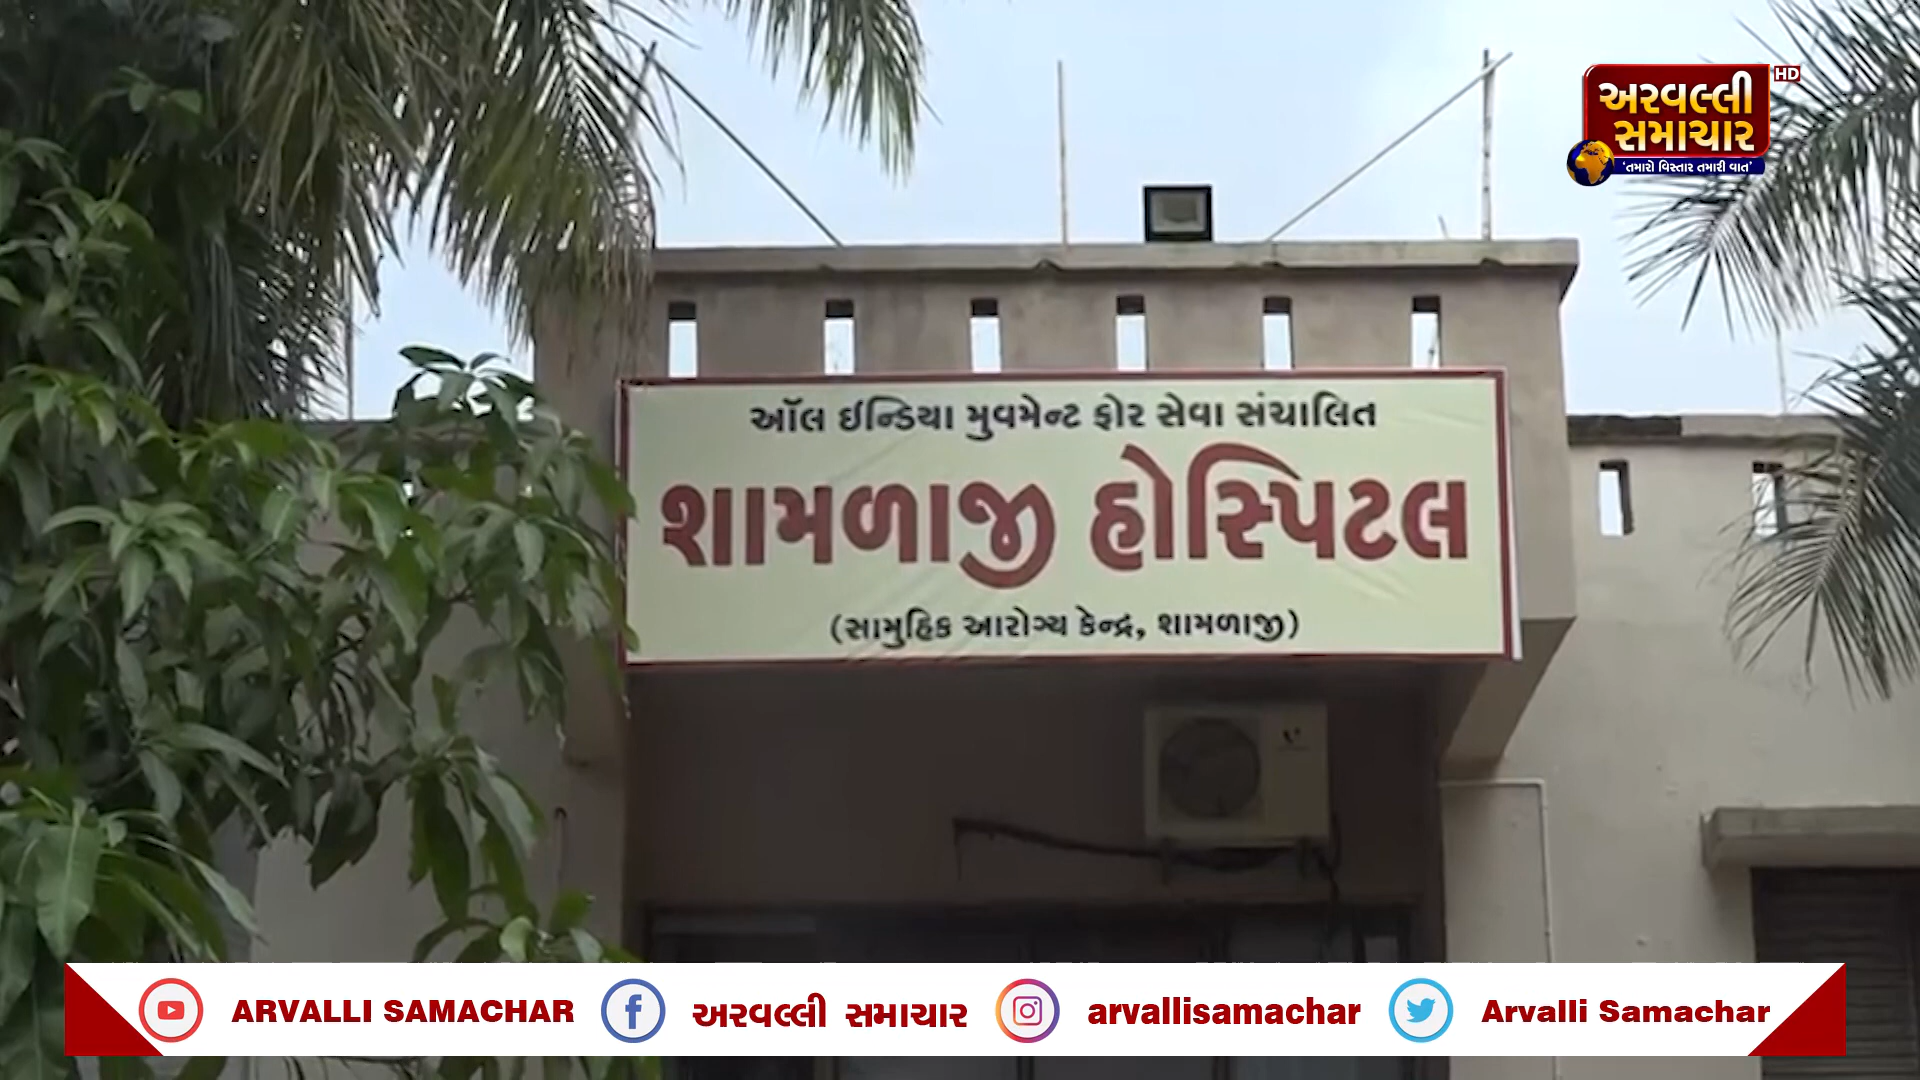 અરવલ્લી HD
સમાચાર
'તમારો વિસ્તાર તમારી વાત'
ઑલ ઈન્ડિયા મુવમેન્ટ ફોર સેવા સંચાલિત
શામળાજી હોસ્પિટલ
(સામુહિક આરોગ્ય કેન્દ્ર, શામળાજી)
ARVALLI SAMACHAR અરવલ્લી સમાચાર arvallisamachar Arvalli Samachar